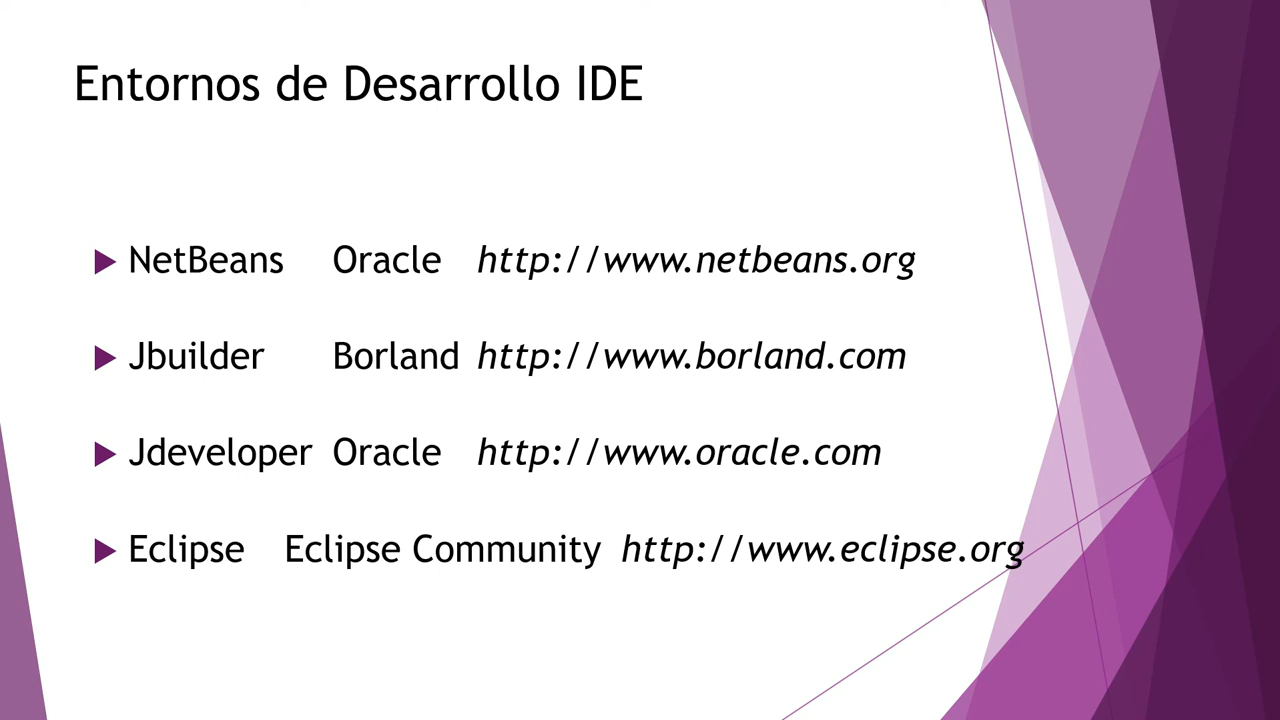 Entornos de Desarrollo IDE
NetBeans Oracle http://www.netbeans.org
Jbuilder Borland http://www.borland.com
Jdeveloper Oracle http://www.oracle.com
Eclipse Eclipse Community http://www.eclipse.org